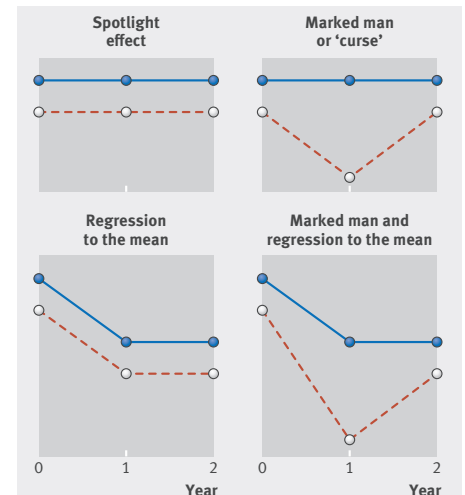 Spotlight
effect
Marked man
or ‘curse’
Regression
to the mean
Marked man and
regression to the mean
0 1 2
Year
0 1 2
Year